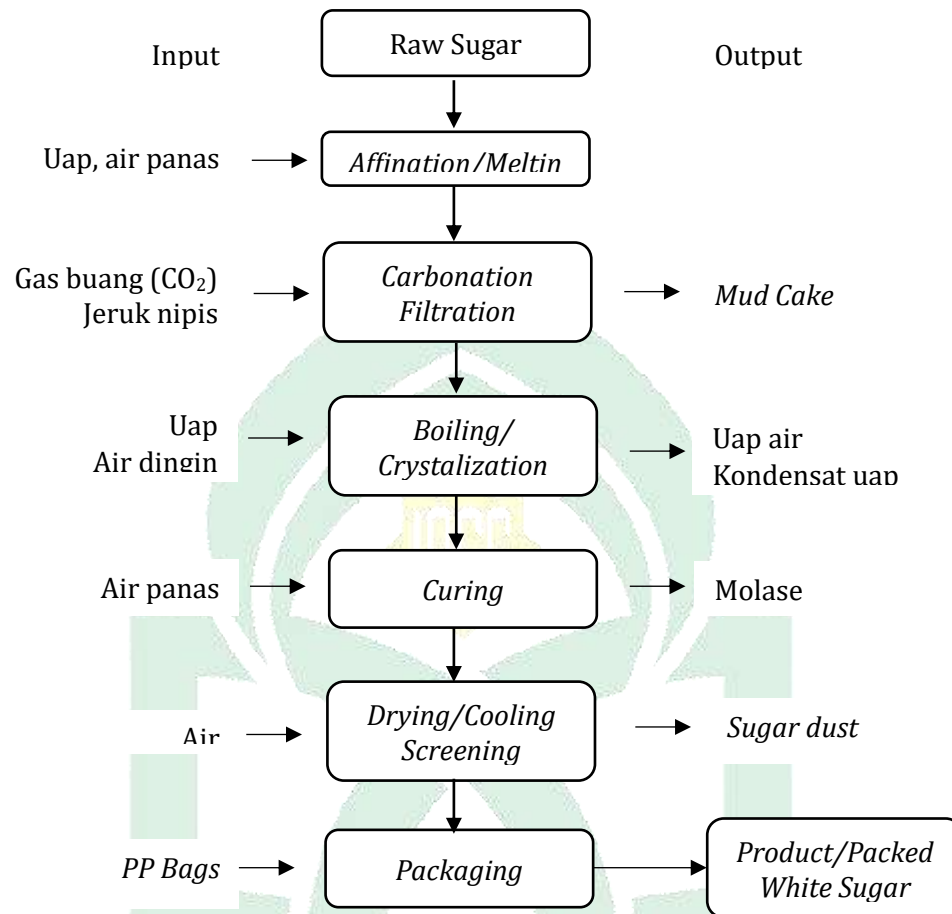 Input
Raw Sugar
Output
Uap, air panas
Affination/Meltin
Gas buang (CO₂)
Jeruk nipis
Carbonation
Filtration
Mud Cake
Uap
Air dingin
Boiling/
Crystalization
Uap air
Kondensat uap
Air panas
Curing
Molase
Air
Drying/Cooling
Screening
Sugar dust
PP Bags
Packaging
Product/Packed
White Sugar